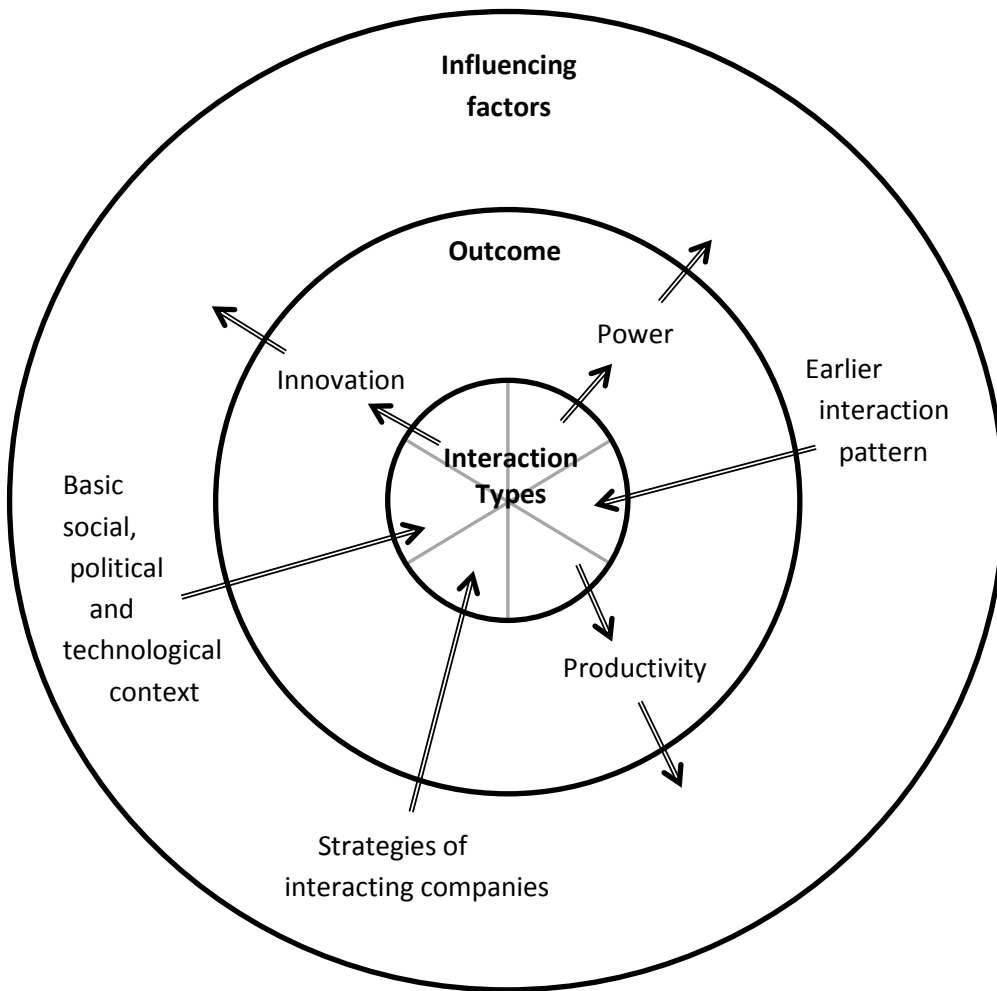 Influencing
factors
Outcome
Power
Innovation
Earlier
interaction
pattern
Interaction
Types
Basic
social,
political
and
technological
context
Productivity
Strategies of
interacting companies